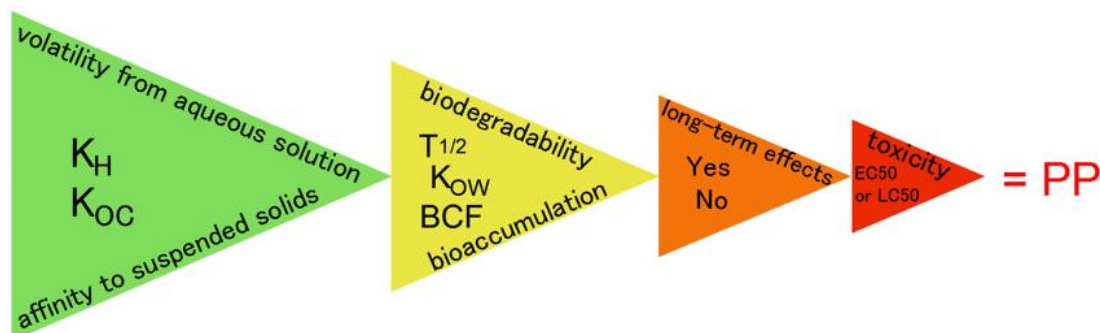 volatility from aqueous solution
KH
KOC
affinity to suspended solids
biodegradability
T1/2
KOW
BCF
bioaccumulation
long-term effects
Yes
No
toxicity
EC50
or LC50
= PP